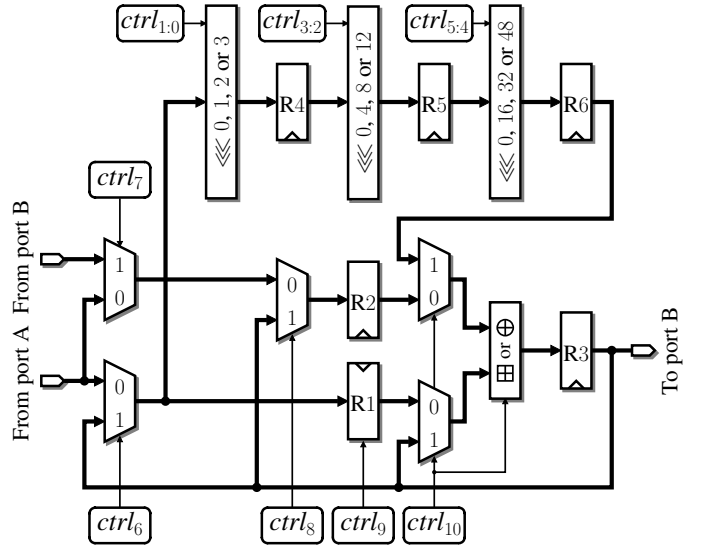 ctrl1:0
ctrl3:2
ctrl5:4
⋘ 0, 1, 2 or 3
R4
⋘ 0, 4, 8 or 12
R5
⋘ 0, 16, 32 or 48
R6
ctrl7
From port B
1
0
0
1
R2
1
0
⊞ or ⊕
R3
To port B
From port A
0
1
R1
0
1
ctrl6
ctrl8
ctrl9
ctrl10